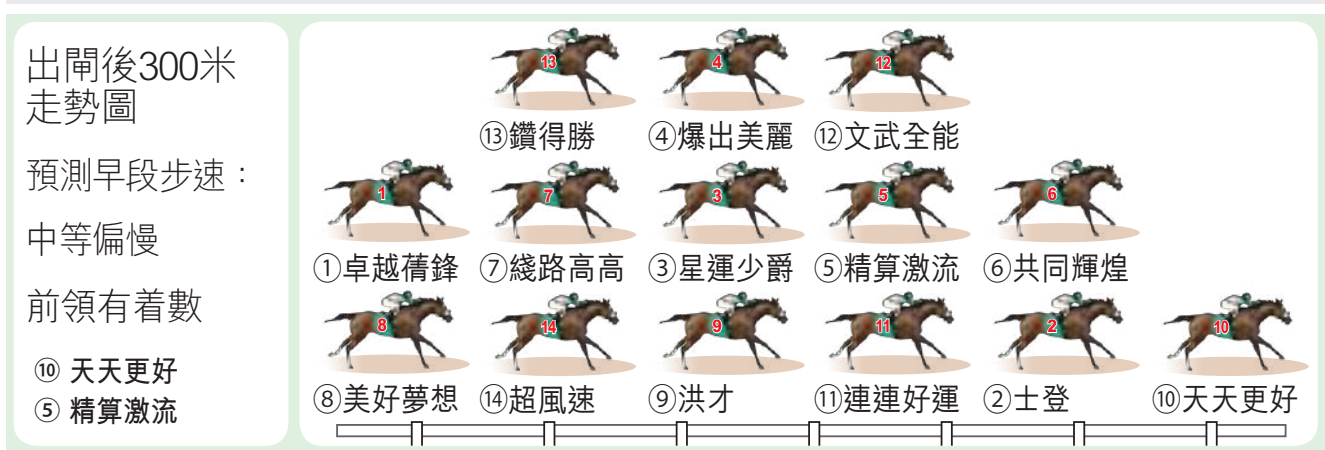 出閘後300米
走勢圖
預測早段步速：
中等偏慢
前領有着數
⑩ 天天更好
⑤ 精算激流
13 4 12
⑬鑽得勝 ④爆出美麗 ⑫文武全能
1 7 3 5 6
①卓越蒨鋒 ⑦綫路高高 ③星運少爵 ⑤精算激流 ⑥共同輝煌
8 14 9 11 2 10
⑧美好夢想 ⑭超風速 ⑨洪才 ⑪連連好運 ②士登 ⑩天天更好